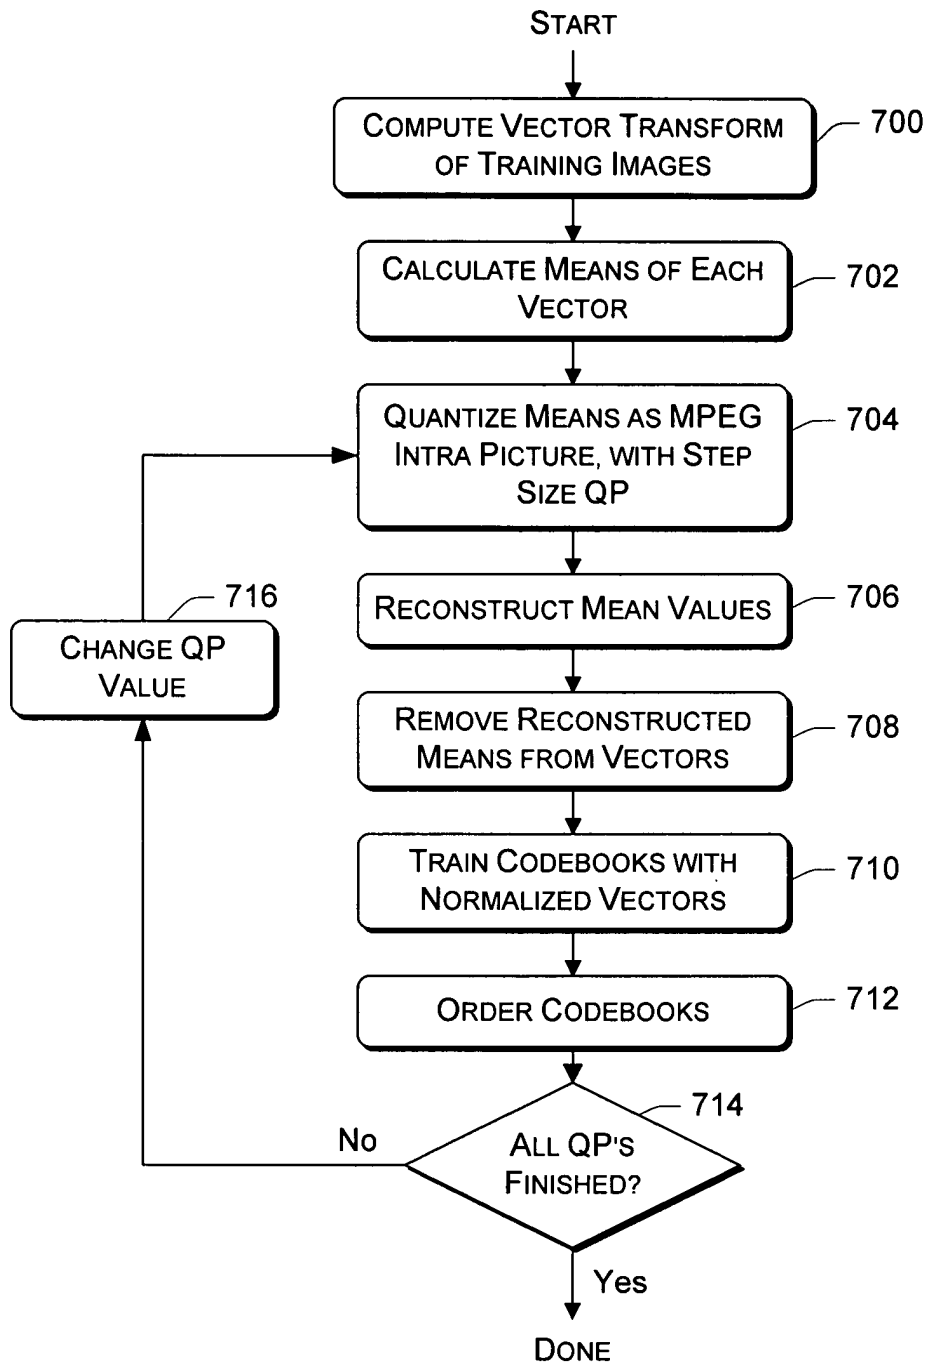 START
COMPUTE VECTOR TRANSFORM
OF TRAINING IMAGES
700
CALCULATE MEANS OF EACH
VECTOR
702
QUANTIZE MEANS AS MPEG
INTRA PICTURE, WITH STEP
SIZE QP
704
RECONSTRUCT MEAN VALUES
706
716
CHANGE QP
VALUE
REMOVE RECONSTRUCTED
MEANS FROM VECTORS
708
TRAIN CODEBOOKS WITH
NORMALIZED VECTORS
710
ORDER CODEBOOKS
712
714
ALL QP'S
FINISHED?
No
Yes
DONE